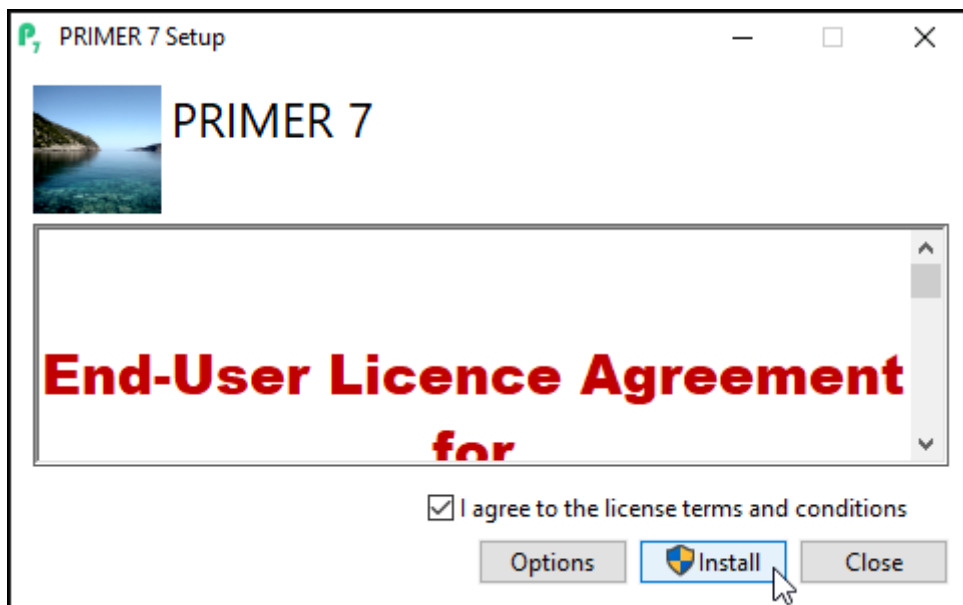 P7 PRIMER 7 Setup
PRIMER 7
End-User Licence Agreement
for
I agree to the license terms and conditions
Options Install Close